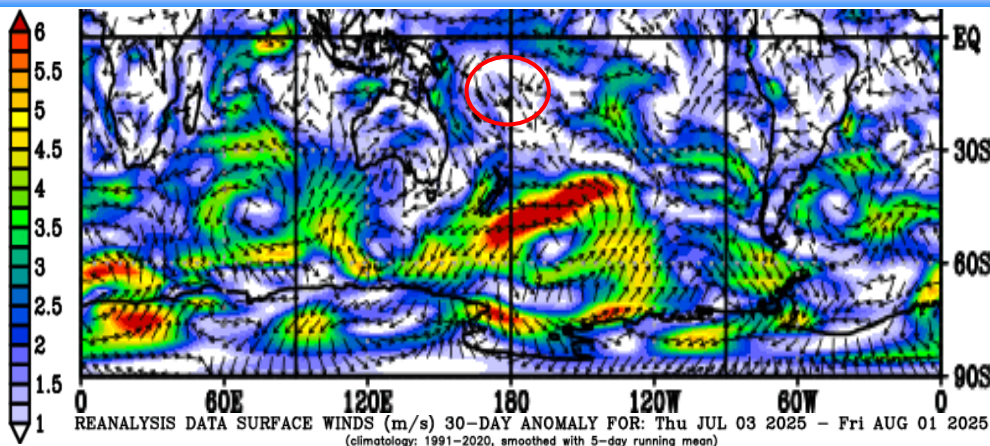 6
5.5
5
4.5
4
3.5
3
2.5
2
1.5
1
EQ
30S
60S
90S
0 60E 120E 180 120W 60W 0
REANALYSIS DATA SURFACE WINDS (m/s) 30-DAY ANOMALY FOR: Thu JUL 03 2025 - Fri AUG 01 2025
(climatology: 1991-2020, smoothed with 5-day running mean)